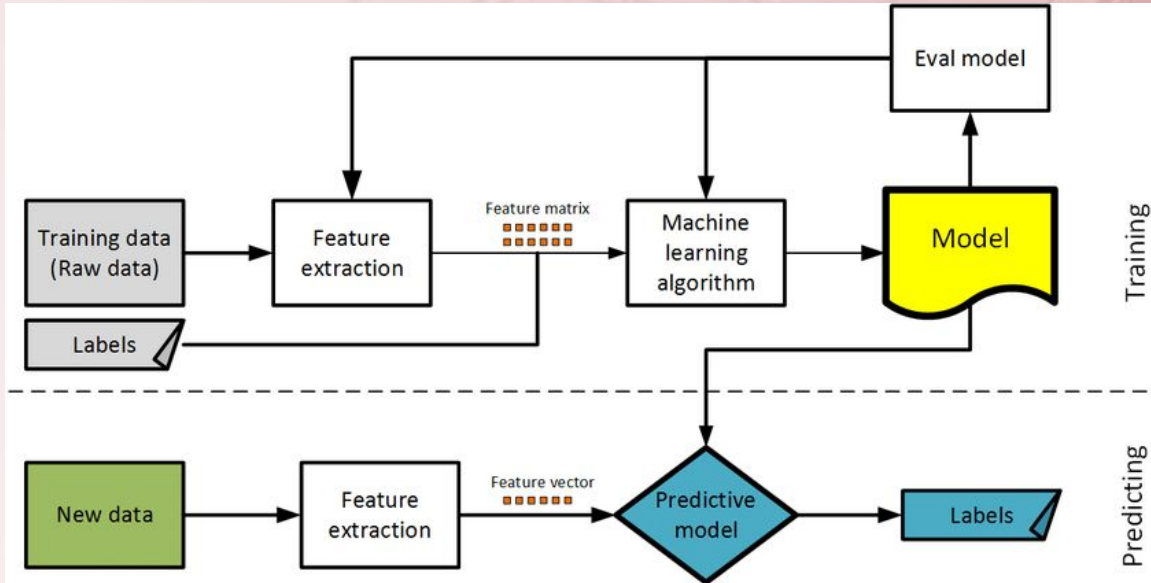 Eval model
Training data
(Raw data)
Feature
extraction
Feature matrix
Machine
learning
algorithm
Model
Training
Labels
New data
Feature
extraction
Feature vector
Predictive
model
Labels
Predicting